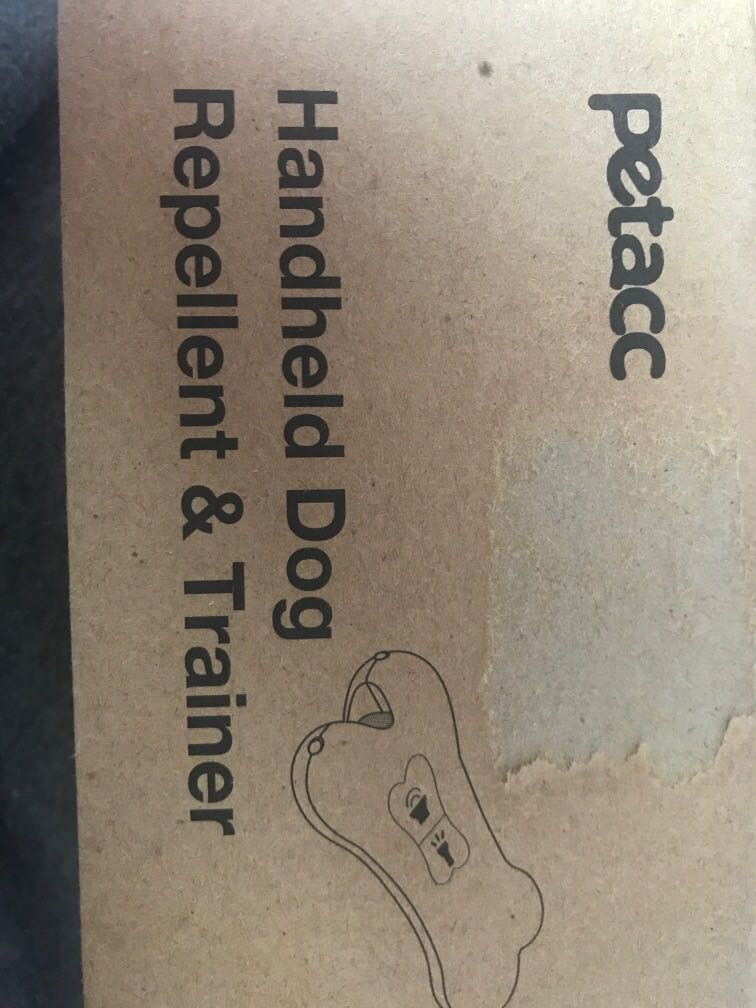 petacc
Handheld Dog
Repellent & Trainer